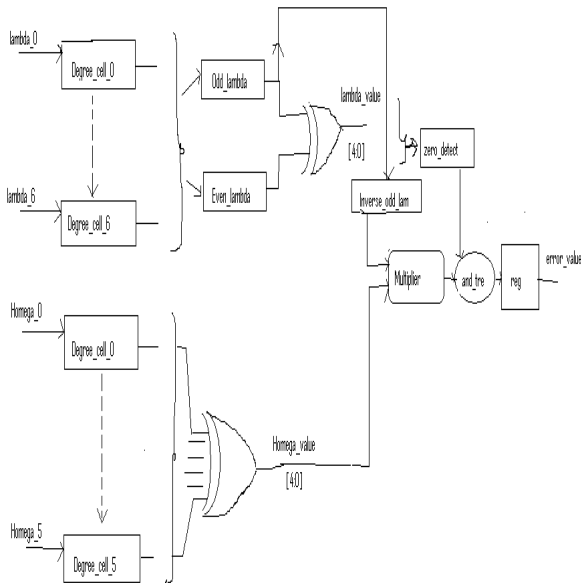 lambda_0
Degree_cell_0
Odd_lambda
lambda_value
[4:0]
zero_detect
lambda_6
Degree_cell_6
Even_lambda
Inverse_odd_lam
Multiplier
and_tre
reg
error_value
Homega_0
Degree_cell_0
Homega_value
[4:0]
Homega_5
Degree_cell_5